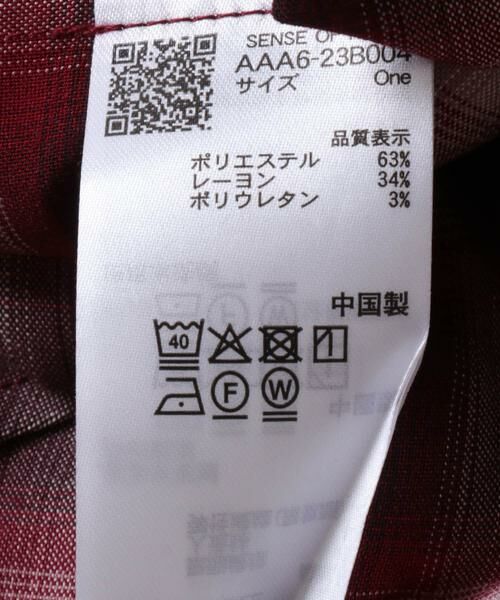 SENSE OF
AAA6-23B004
サイズ One
品質表示
ポリエステル 63%
レーヨン 34%
ポリウレタン 3%
中国製
40
F W